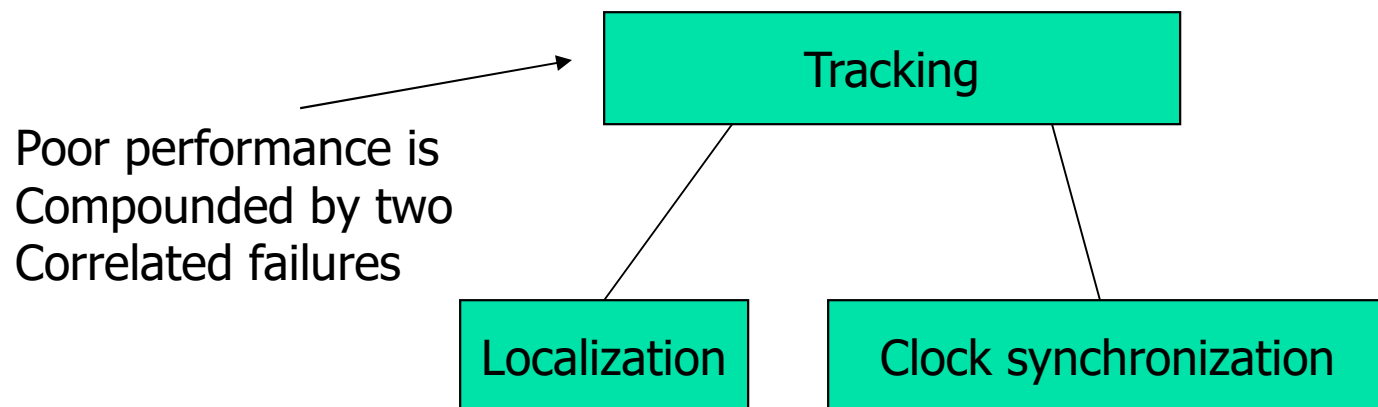 Tracking
Poor performance is
Compounded by two
Correlated failures
Localization
Clock synchronization